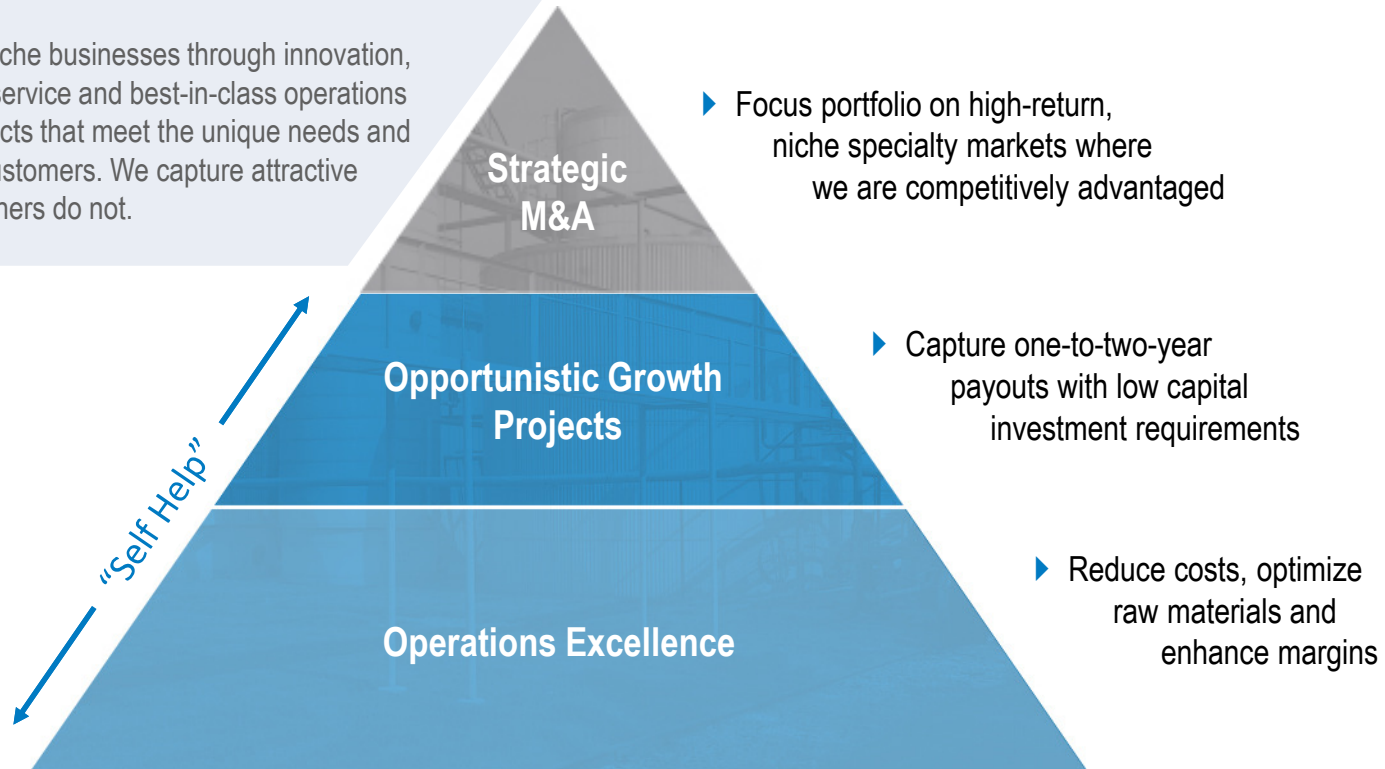 che businesses through innovation,
service and best-in-class operations
cts that meet the unique needs and
ustomers. We capture attractive
ners do not.
Strategic
M&A
Focus portfolio on high-return,
niche specialty markets where
we are competitively advantaged
Opportunistic Growth
Projects
Capture one-to-two-year
payouts with low capital
investment requirements
“Self Help”
Operations Excellence
Reduce costs, optimize
raw materials and
enhance margins